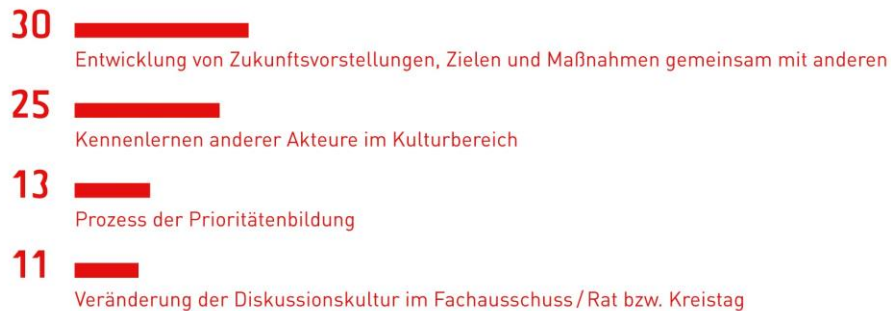 30
Entwicklung von Zukunftsvorstellungen, Zielen und Maßnahmen gemeinsam mit anderen
25
Kennenlernen anderer Akteure im Kulturbereich
13
Prozess der Prioritätenbildung
11
Veränderung der Diskussionskultur im Fachausschuss / Rat bzw. Kreistag